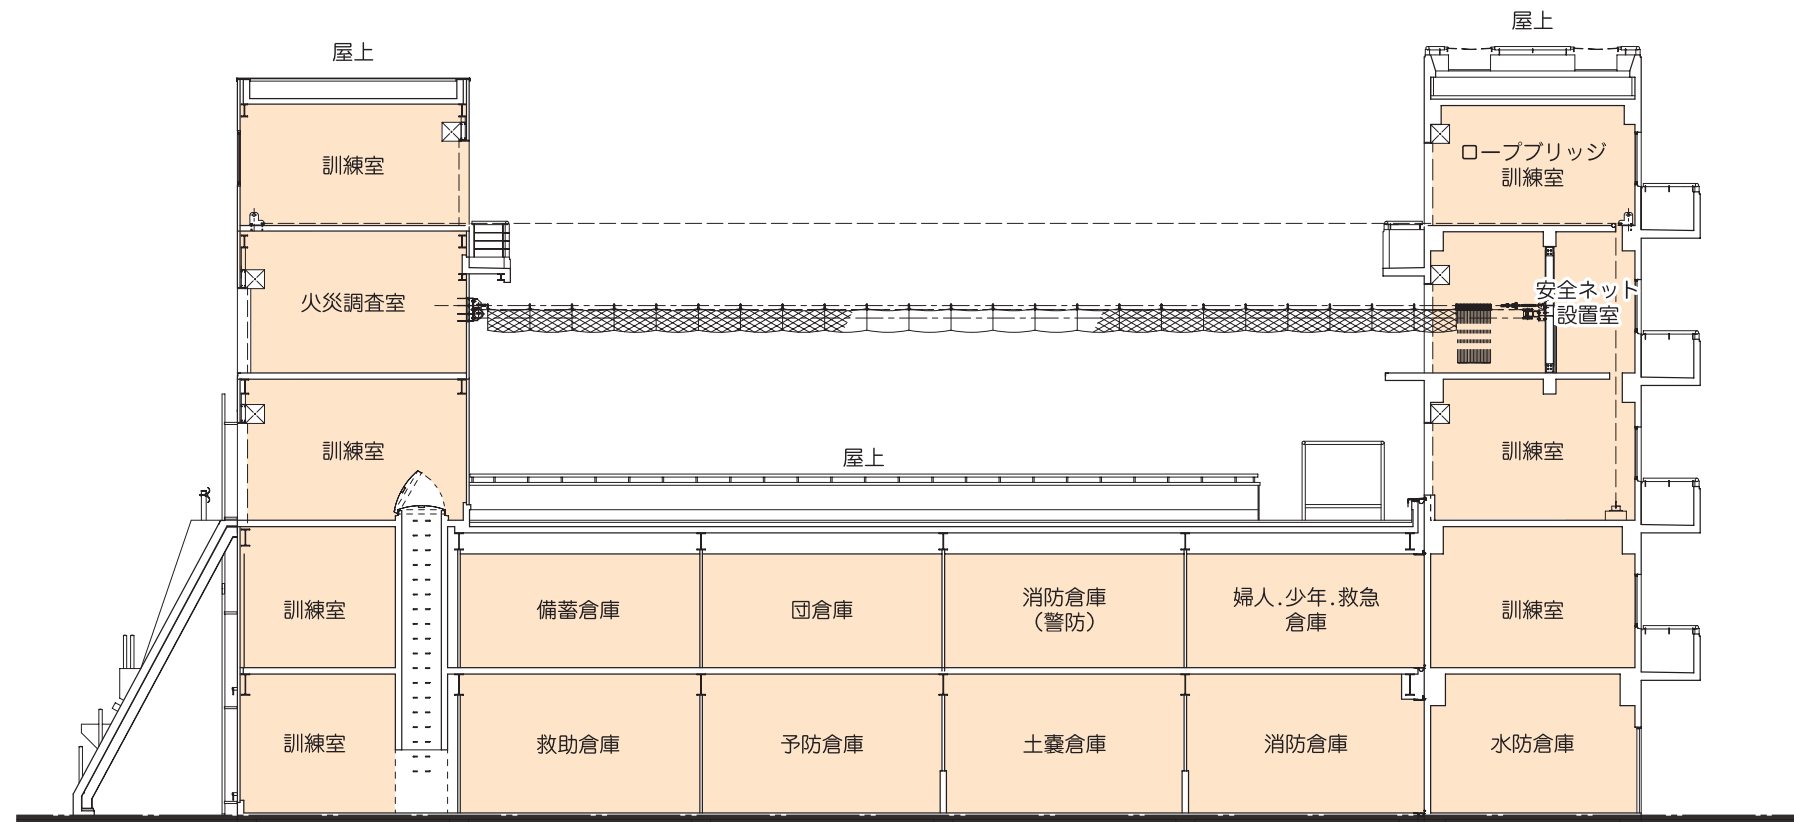 屋上
屋上
訓練室
ロープブリッジ
訓練室
火災調査室
安全ネット
設置室
訓練室
屋上
訓練室
訓練室
備蓄倉庫
団倉庫
消防倉庫
（警防）
婦人.少年.救急
倉庫
訓練室
訓練室
救助倉庫
予防倉庫
土嚢倉庫
消防倉庫
水防倉庫